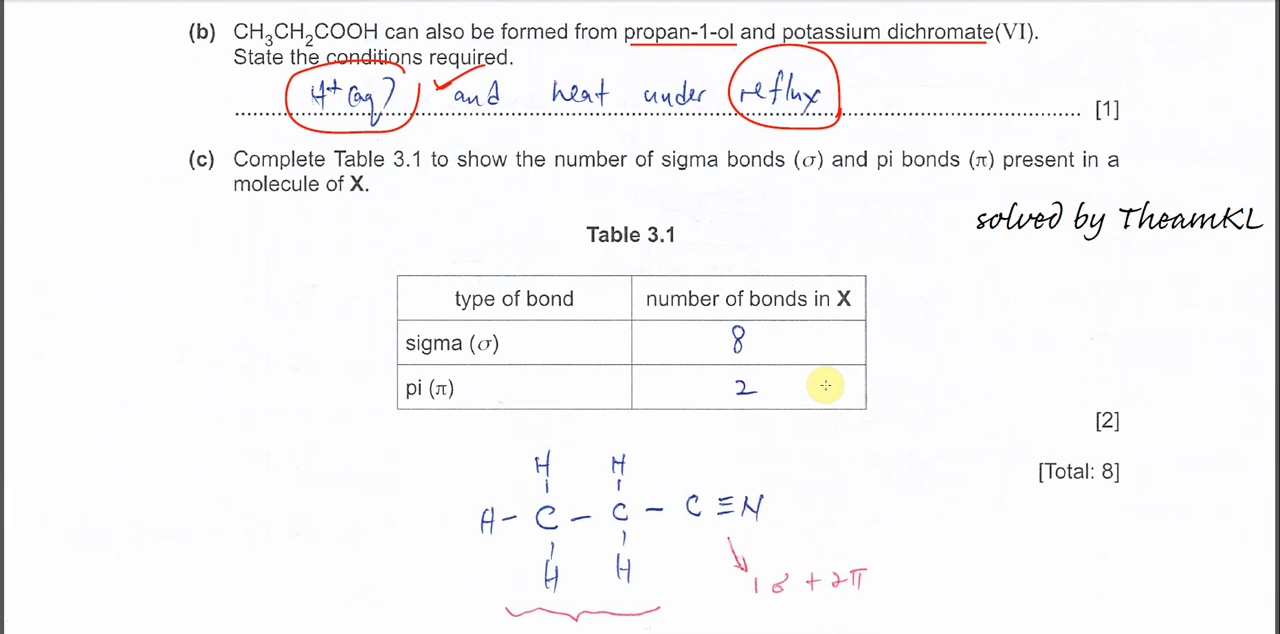 (b) CH₃CH₂COOH can also be formed from propan-1-ol and potassium dichromate(VI).
State the conditions required.
H⁺(aq) and heat under reflux
[1]
(c) Complete Table 3.1 to show the number of sigma bonds (σ) and pi bonds (π) present in a
molecule of X.
solved by TheamKL
Table 3.1
type of bond number of bonds in X
sigma (σ) 8
pi (π) 2
[2]
[Total: 8]
H H
H – C – C – C ≡ N
H H
1σ + 2π